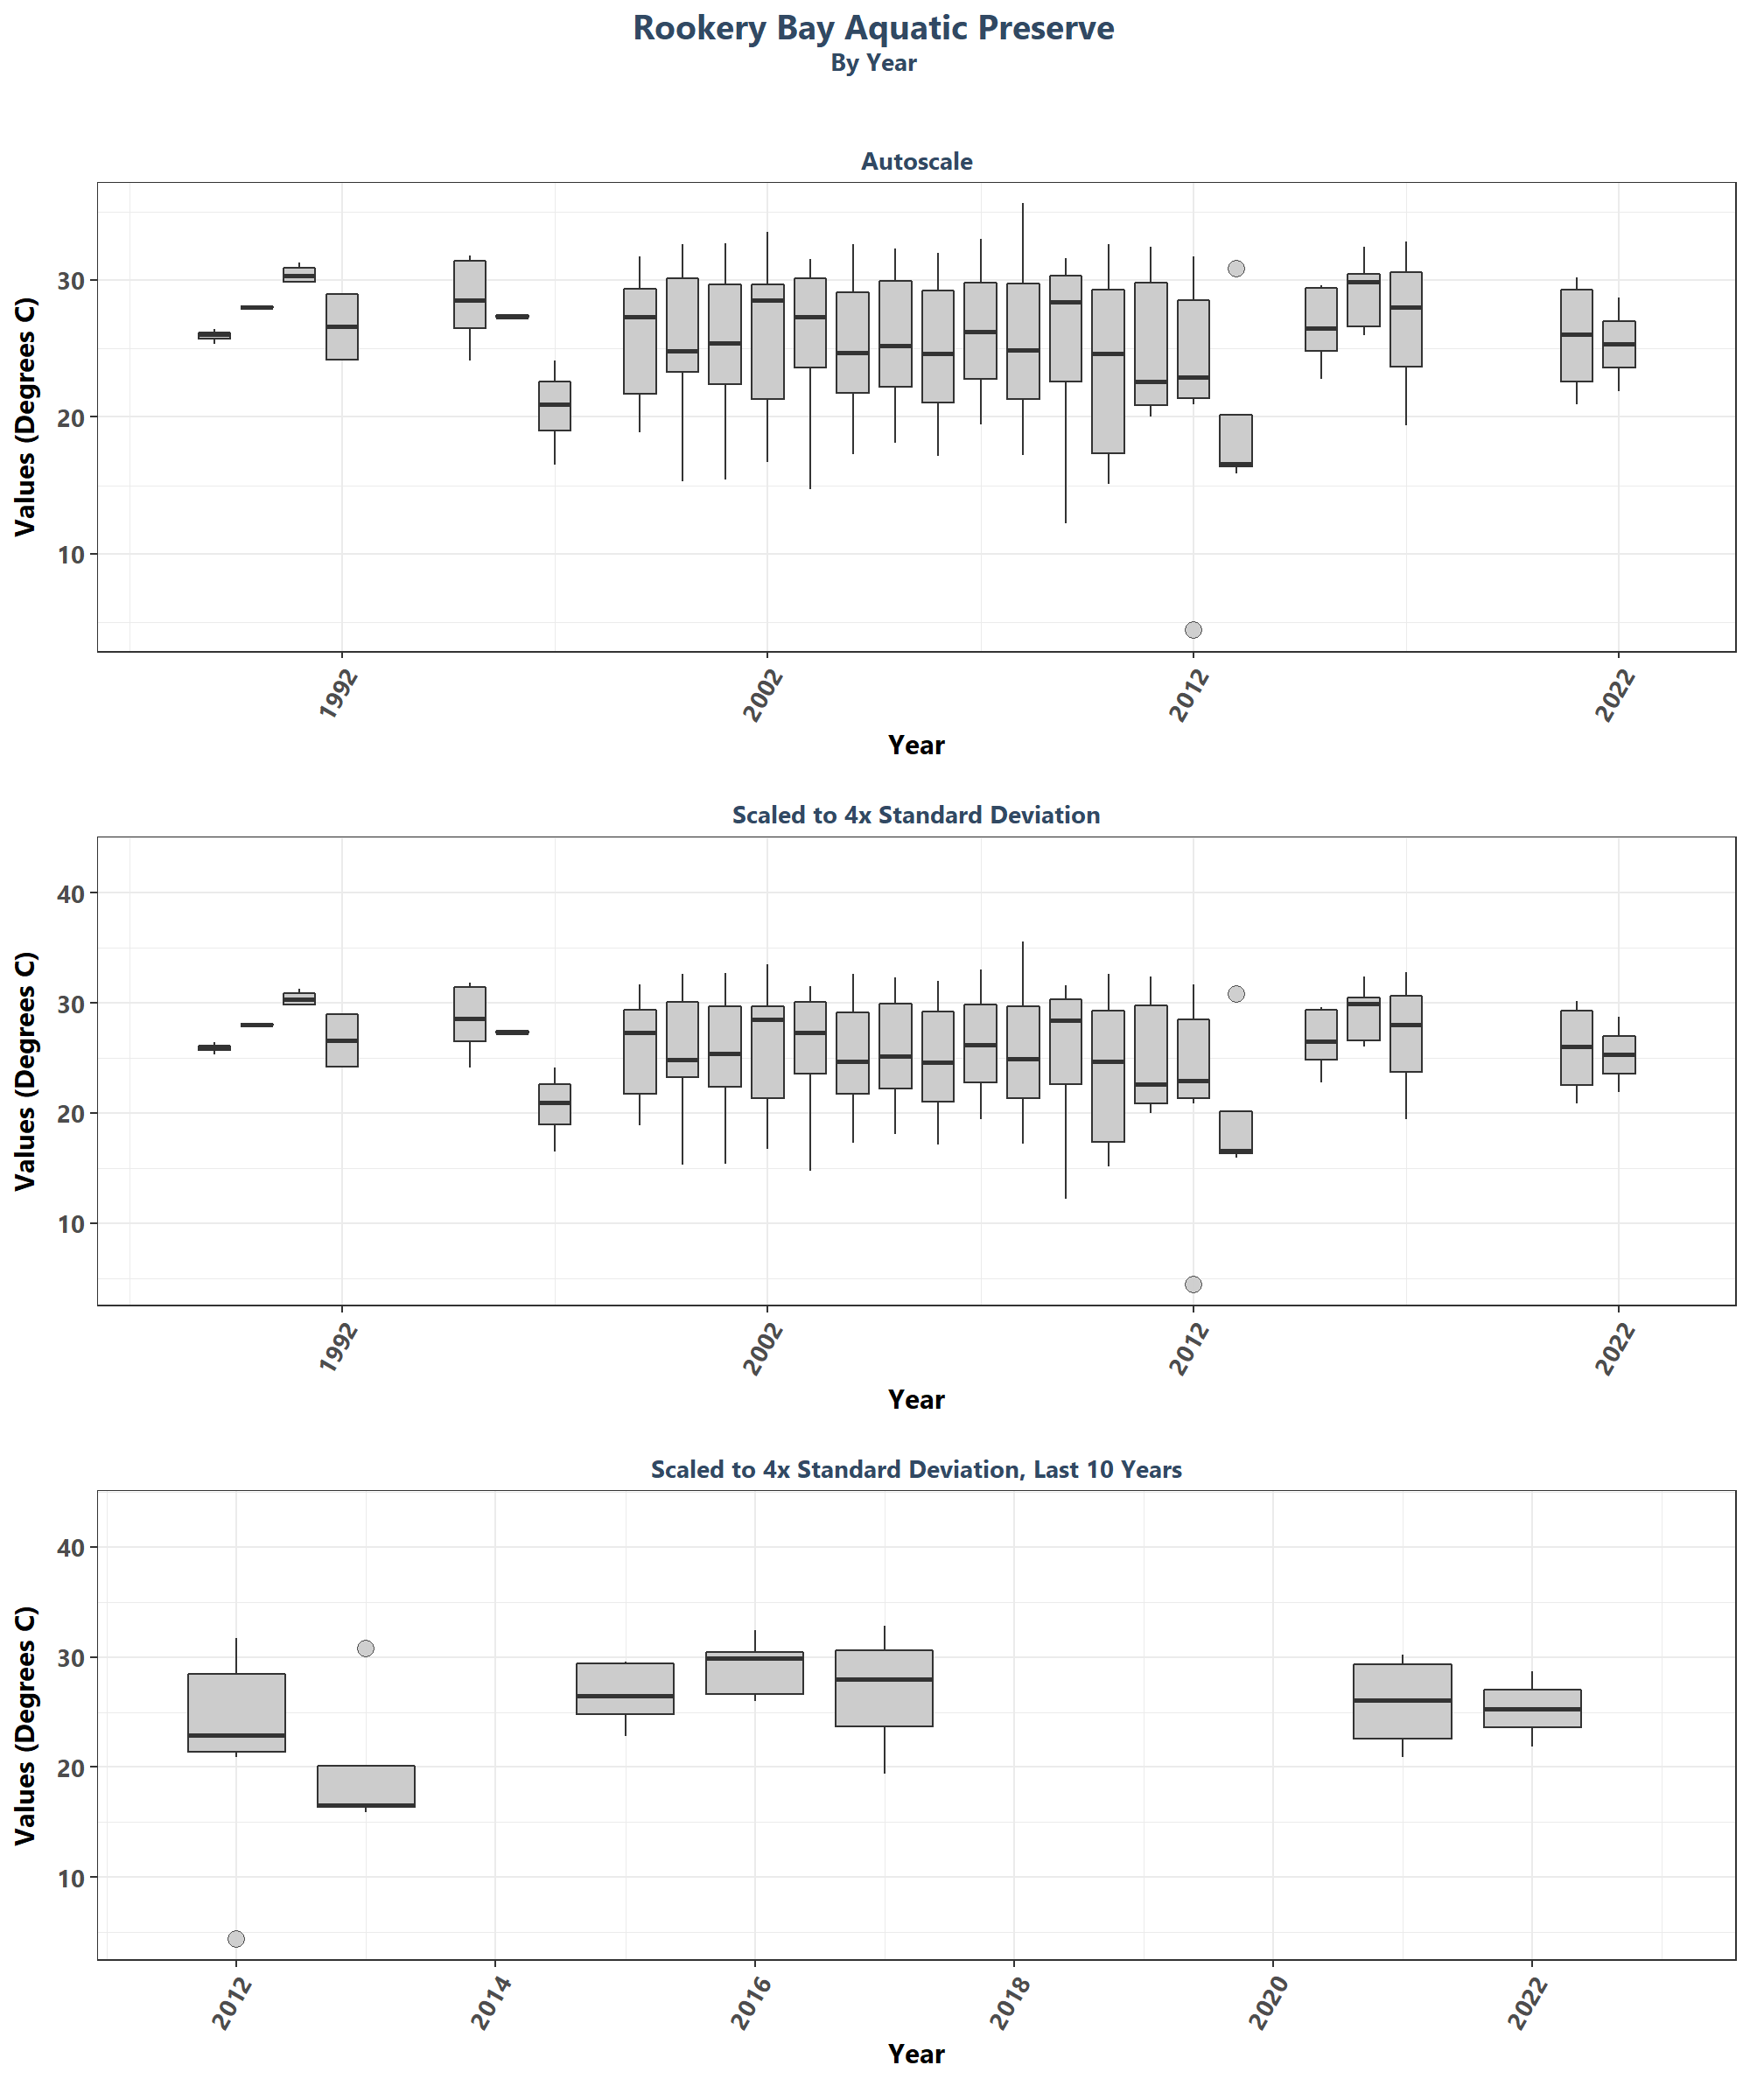 Rookery Bay Aquatic Preserve
By Year
Autoscale
Values (Degrees C)
30
20
10
1992
2002
2012
2022
Year
Scaled to 4x Standard Deviation
Values (Degrees C)
40
30
20
10
1992
2002
2012
2022
Year
Scaled to 4x Standard Deviation, Last 10 Years
Values (Degrees C)
40
30
20
10
2012
2014
2016
2018
2020
2022
Year